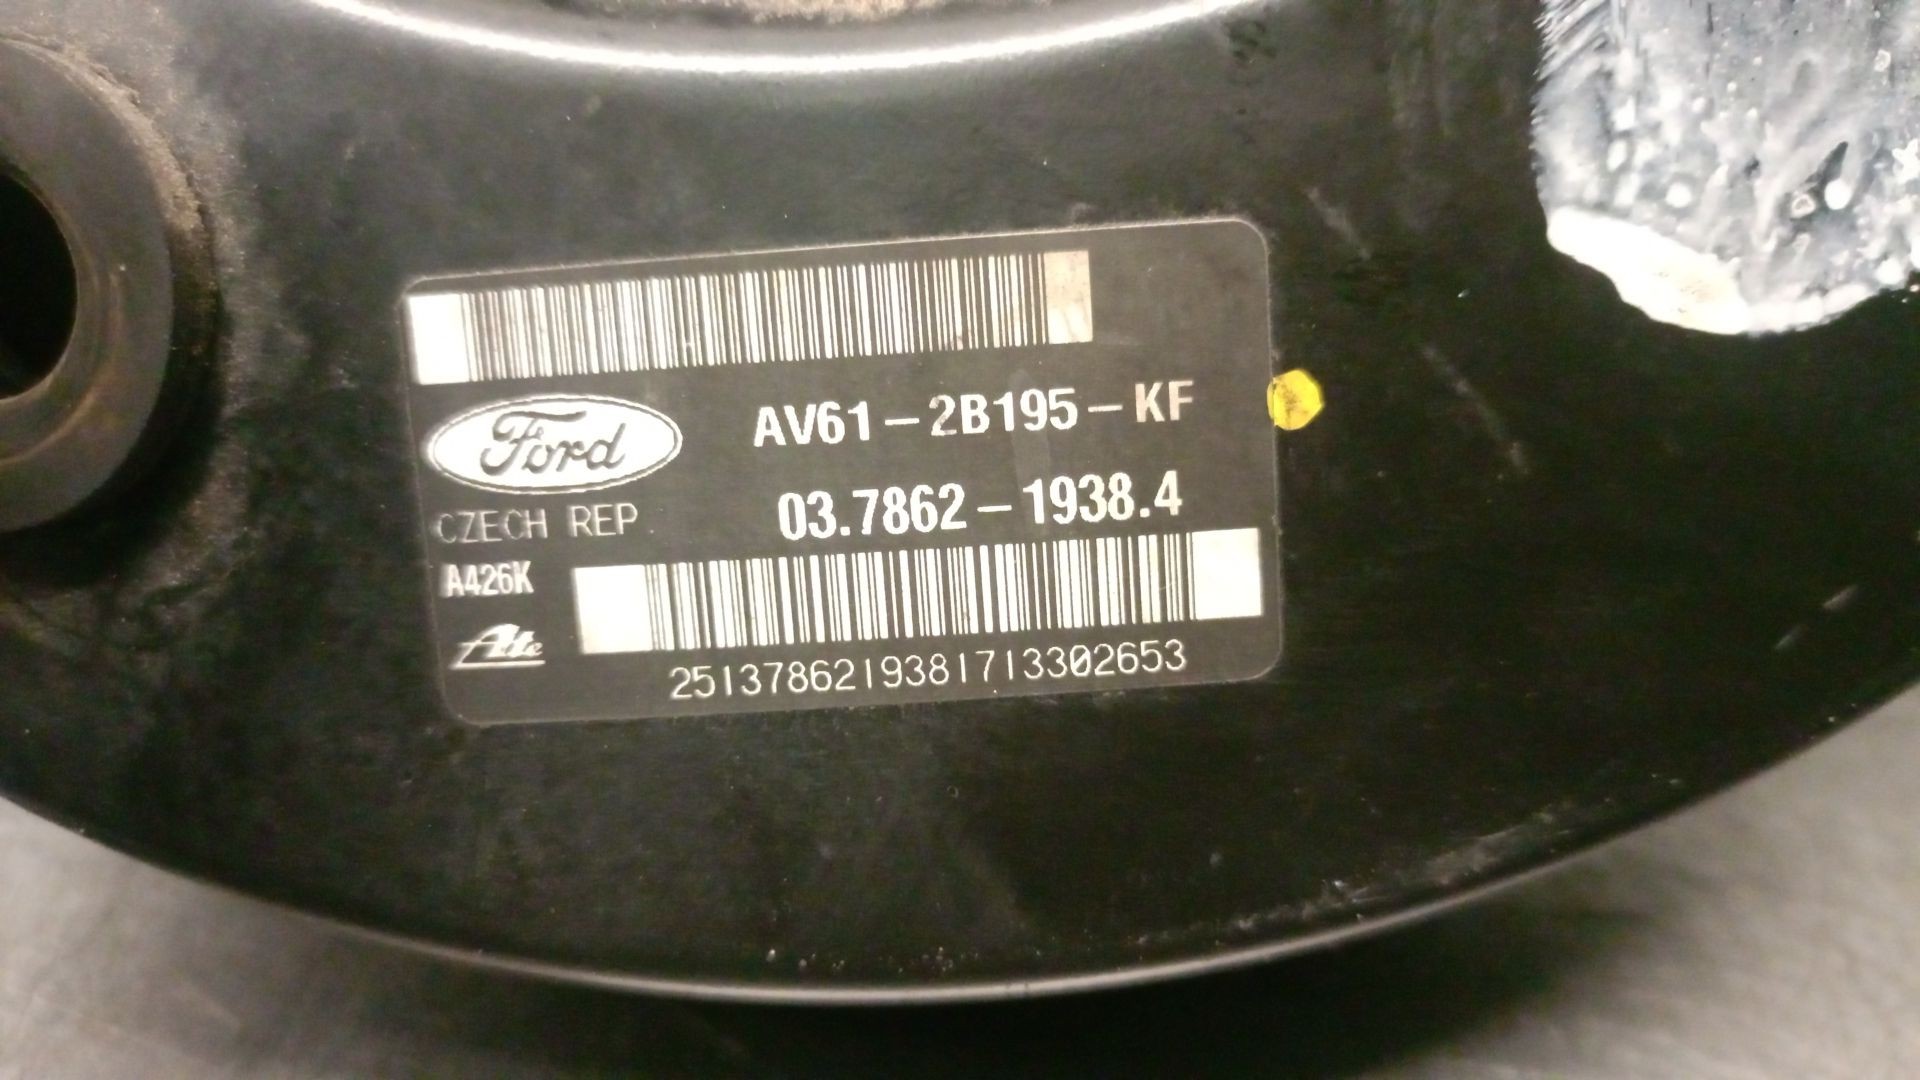 Ford
AV61-2B195-KF
CZECH REP
03.7862-1938.4
A426K
Ate
2513786219381713302653